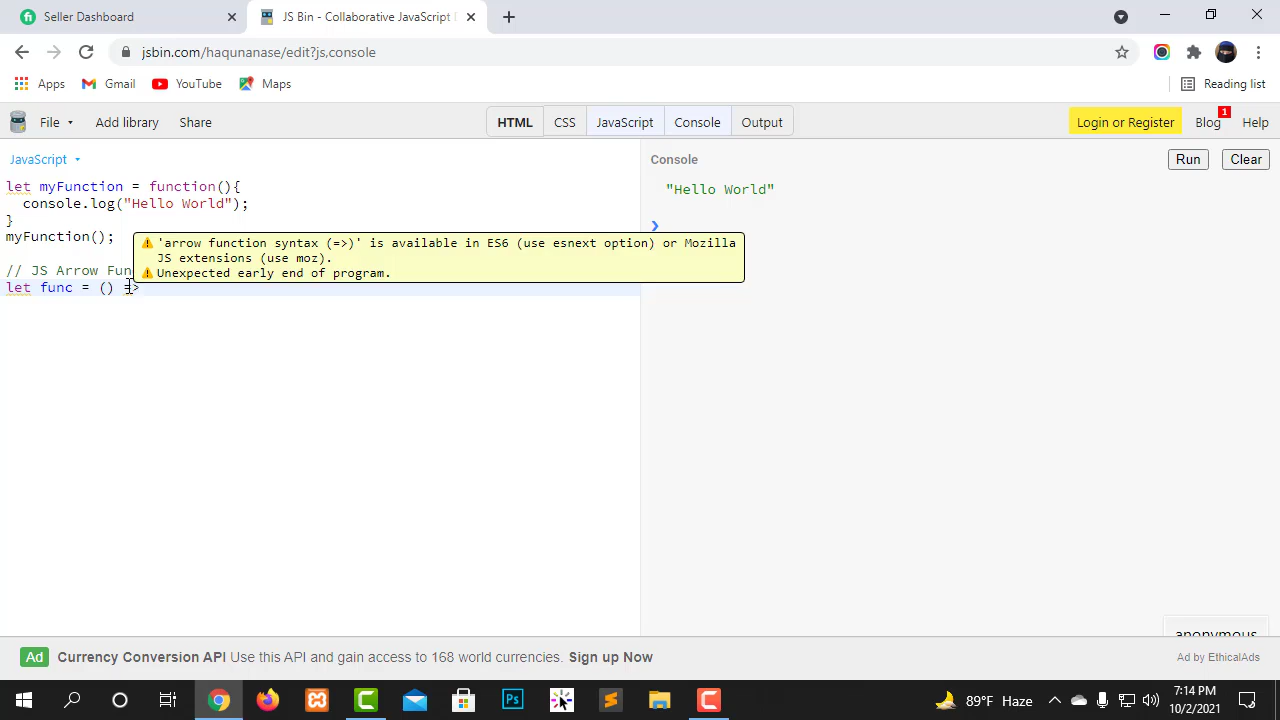 Seller Dashboard
JS Bin - Collaborative JavaScript
jsbin.com/haqunanase/edit?js,console
Apps
Gmail
YouTube
Maps
Reading list
File
Add library
Share
HTML
CSS
JavaScript
Console
Output
Login or Register
Blog
1
Help
JavaScript
Console
Run
Clear
let myFunction = function(){
console.log("Hello World");
}
myFunction();
"Hello World"
'arrow function syntax (=>)' is available in ES6 (use esnext option) or Mozilla
JS extensions (use moz).
Unexpected early end of program.
// JS Arrow Fun
let func = () =>
anonymous
Ad
Currency Conversion API Use this API and gain access to 168 world currencies. Sign up Now
Ad by EthicalAds
Ps
89°F Haze
7:14 PM
10/2/2021